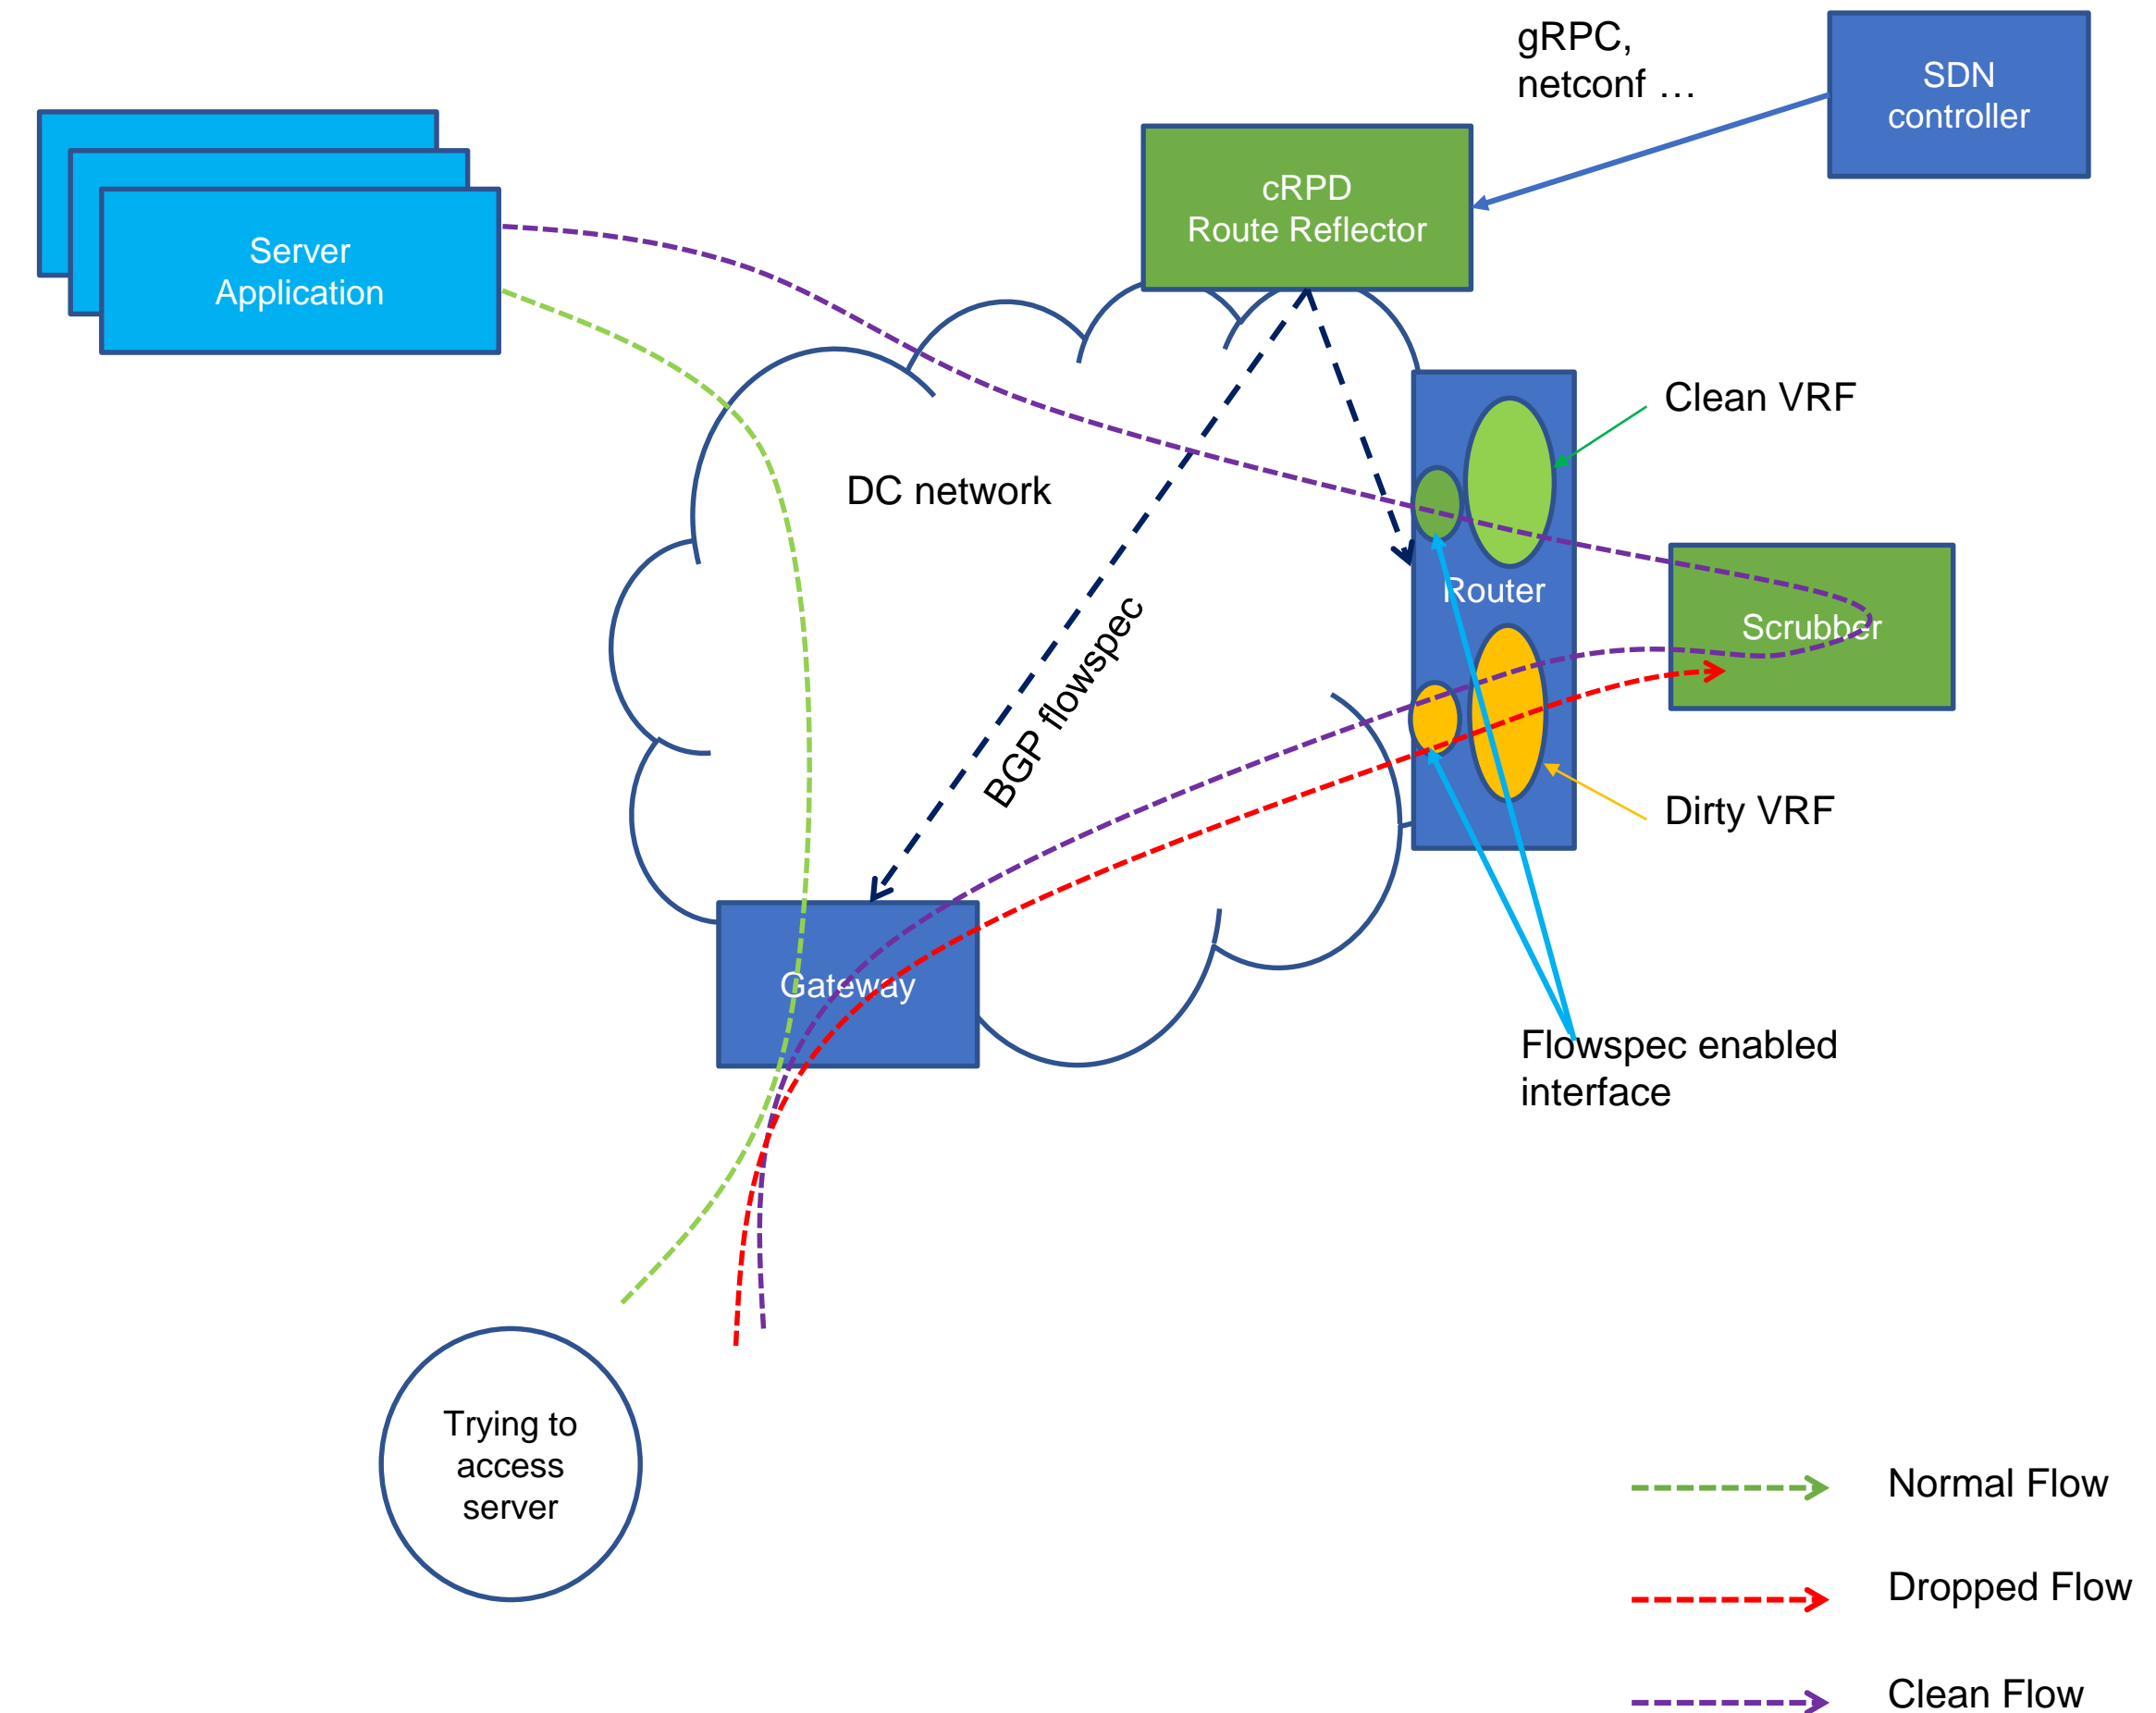 gRPC,
netconf …
SDN
controller
cRPD
Route Reflector
Server
Application
Clean VRF
DC network
Router
Scrubber
BGP flowspec
Dirty VRF
Gateway
Flowspec enabled
interface
Trying to
access
server
Normal Flow
Dropped Flow
Clean Flow